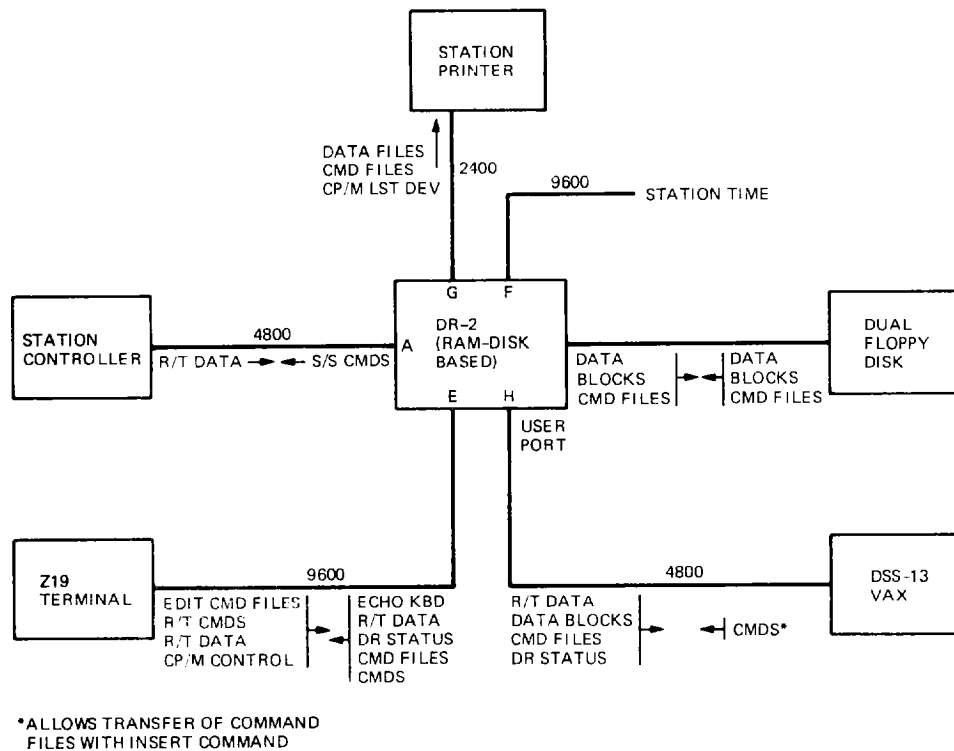 STATION
PRINTER
DATA FILES
CMD FILES
CP/M LST DEV
2400
9600
STATION TIME
STATION
CONTROLLER
4800
R/T DATA
S/S CMDS
G
F
A
DR-2
(RAM-DISK
BASED)
E
H
USER
PORT
DATA
BLOCKS
CMD FILES
DATA
BLOCKS
CMD FILES
DUAL
FLOPPY
DISK
Z19
TERMINAL
9600
EDIT CMD FILES
R/T CMDS
R/T DATA
CP/M CONTROL
ECHO KBD
R/T DATA
DR STATUS
CMD FILES
CMDS
4800
R/T DATA
DATA BLOCKS
CMD FILES
DR STATUS
CMDS*
DSS-13
VAX
*ALLOWS TRANSFER OF COMMAND
FILES WITH INSERT COMMAND